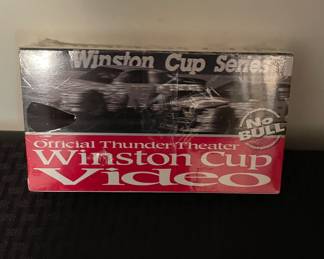 Winston Cup Series
No
BULL
Official Thunder Theater
Winston Cup
Video